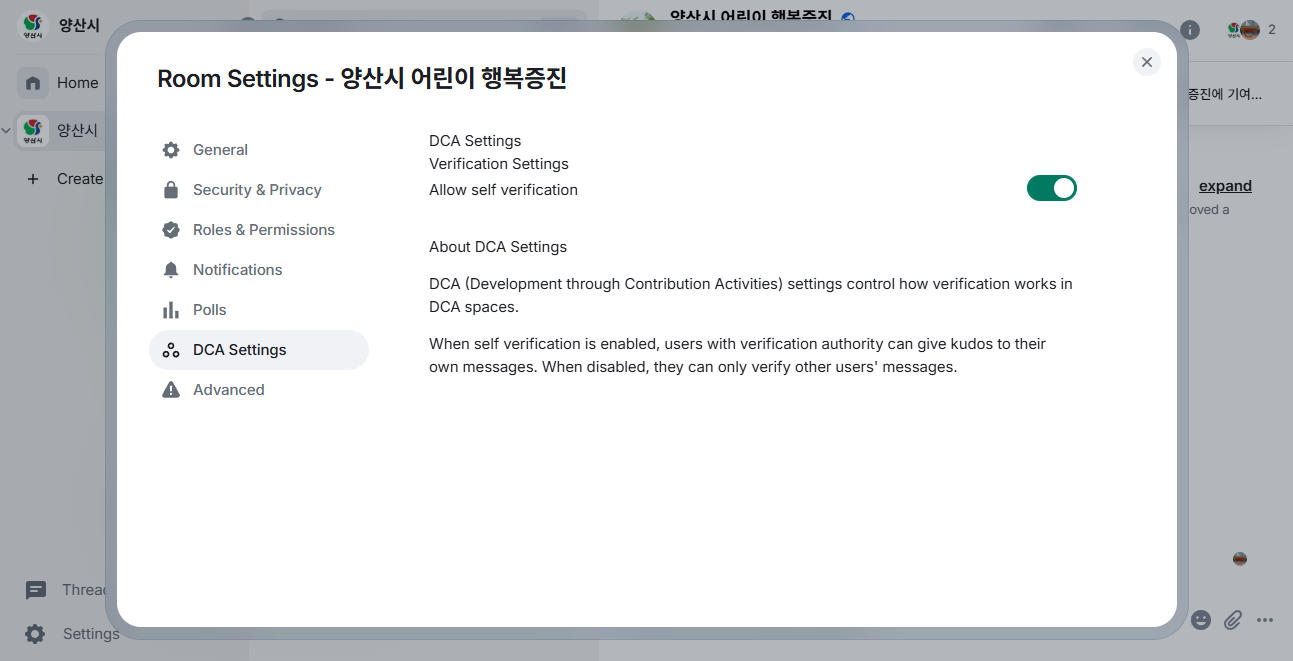 양산시
Home
양산시
Create
양산시 어린이 행복증진
2
증진에 기여...
expand
oved a
Room Settings - 양산시 어린이 행복증진
General
Security & Privacy
Roles & Permissions
Notifications
Polls
DCA Settings
Advanced
DCA Settings
Verification Settings
Allow self verification
About DCA Settings
DCA (Development through Contribution Activities) settings control how verification works in
DCA spaces.
When self verification is enabled, users with verification authority can give kudos to their
own messages. When disabled, they can only verify other users' messages.
Threa
Settings